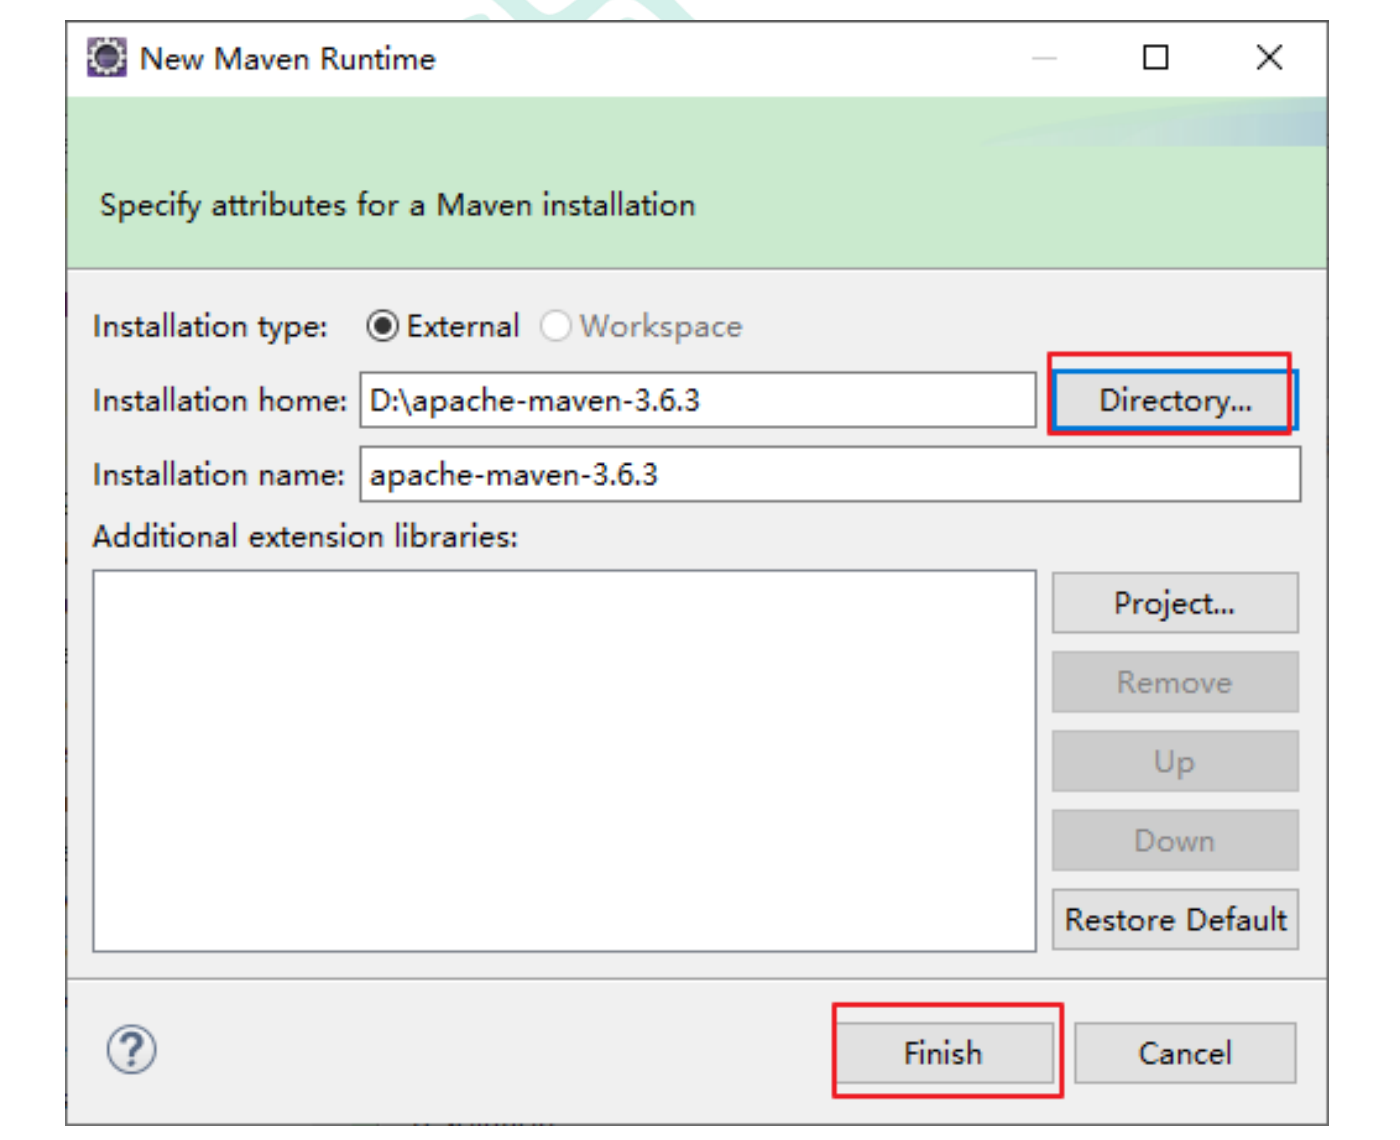 New Maven Runtime
Specify attributes for a Maven installation
Installation type: External Workspace
Installation home: D:\apache-maven-3.6.3 Directory...
Installation name: apache-maven-3.6.3
Additional extension libraries:
Project...
Remove
Up
Down
Restore Default
Finish Cancel